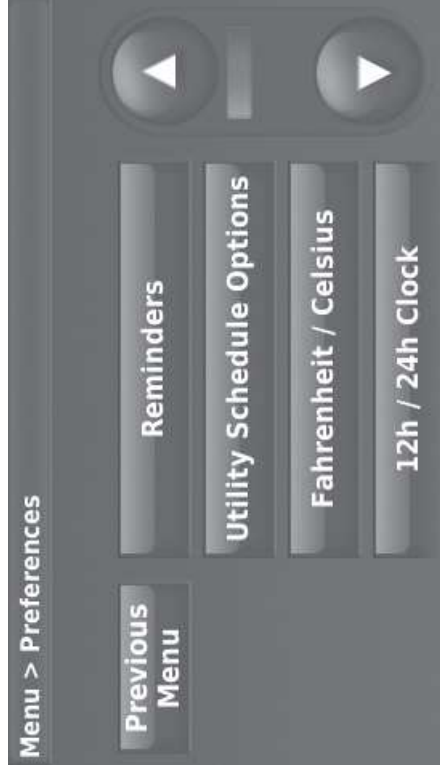 Menu > Preferences
Previous
Menu
Reminders
Utility Schedule Options
Fahrenheit / Celsius
12h / 24h Clock